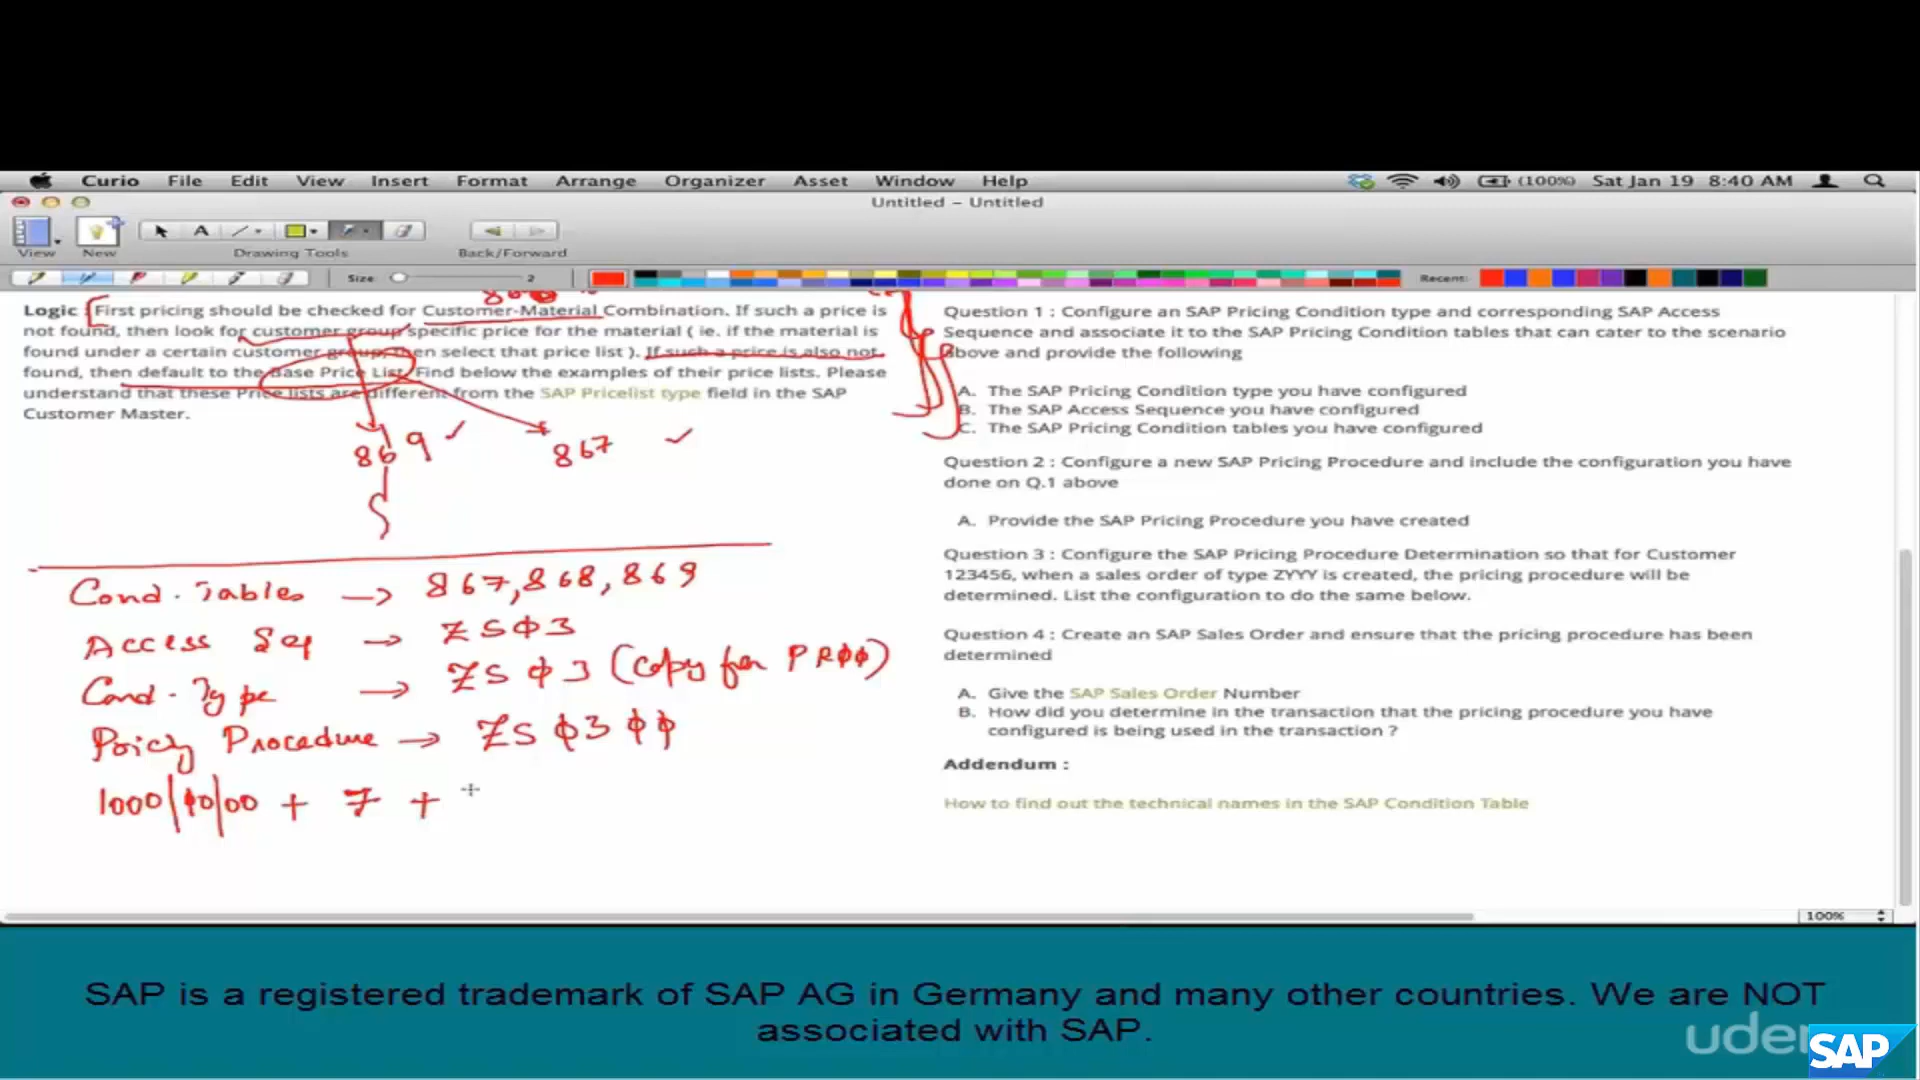 Curio File Edit View Insert Format Arrange Organizer Asset Window Help (100%) Sat Jan 19 8:40 AM
Untitled – Untitled
View New Drawing Tools Back/Forward
Size: 2 Recent:
Logic : First pricing should be checked for Customer-Material Combination. If such a price is
not found, then look for customer group specific price for the material ( ie. if the material is
found under a certain customer group, then select that price list ). If such a price is also not
found, then default to the Base Price List. Find below the examples of their price lists. Please
understand that these Price lists are different from the SAP Pricelist type field in the SAP
Customer Master.
869 867
Cond. Tables → 867, 868, 869
Access Seq → ZS03
Cond. Type → ZS03 (Copy for PR00)
Pricing Procedure → ZS0300
1000/10/00 + 7 +
Question 1 : Configure an SAP Pricing Condition type and corresponding SAP Access
Sequence and associate it to the SAP Pricing Condition tables that can cater to the scenario
above and provide the following
A. The SAP Pricing Condition type you have configured
B. The SAP Access Sequence you have configured
C. The SAP Pricing Condition tables you have configured
Question 2 : Configure a new SAP Pricing Procedure and include the configuration you have
done on Q.1 above
A. Provide the SAP Pricing Procedure you have created
Question 3 : Configure the SAP Pricing Procedure Determination so that for Customer
123456, when a sales order of type ZYYY is created, the pricing procedure will be
determined. List the configuration to do the same below.
Question 4 : Create an SAP Sales Order and ensure that the pricing procedure has been
determined
A. Give the SAP Sales Order Number
B. How did you determine in the transaction that the pricing procedure you have
configured is being used in the transaction ?
Addendum :
How to find out the technical names in the SAP Condition Table
100%
SAP is a registered trademark of SAP AG in Germany and many other countries. We are NOT
associated with SAP.
SAP